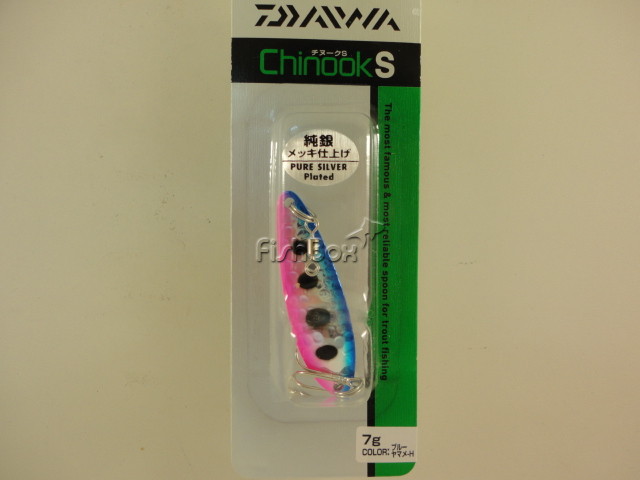 DAIWA
チヌークS
Chinook S
純銀
メッキ仕上げ
PURE SILVER
Plated
The most famous & most reliable spoon for trout fishing
Fishbox
7g
COLOR: ブルー
ヤマメ-H